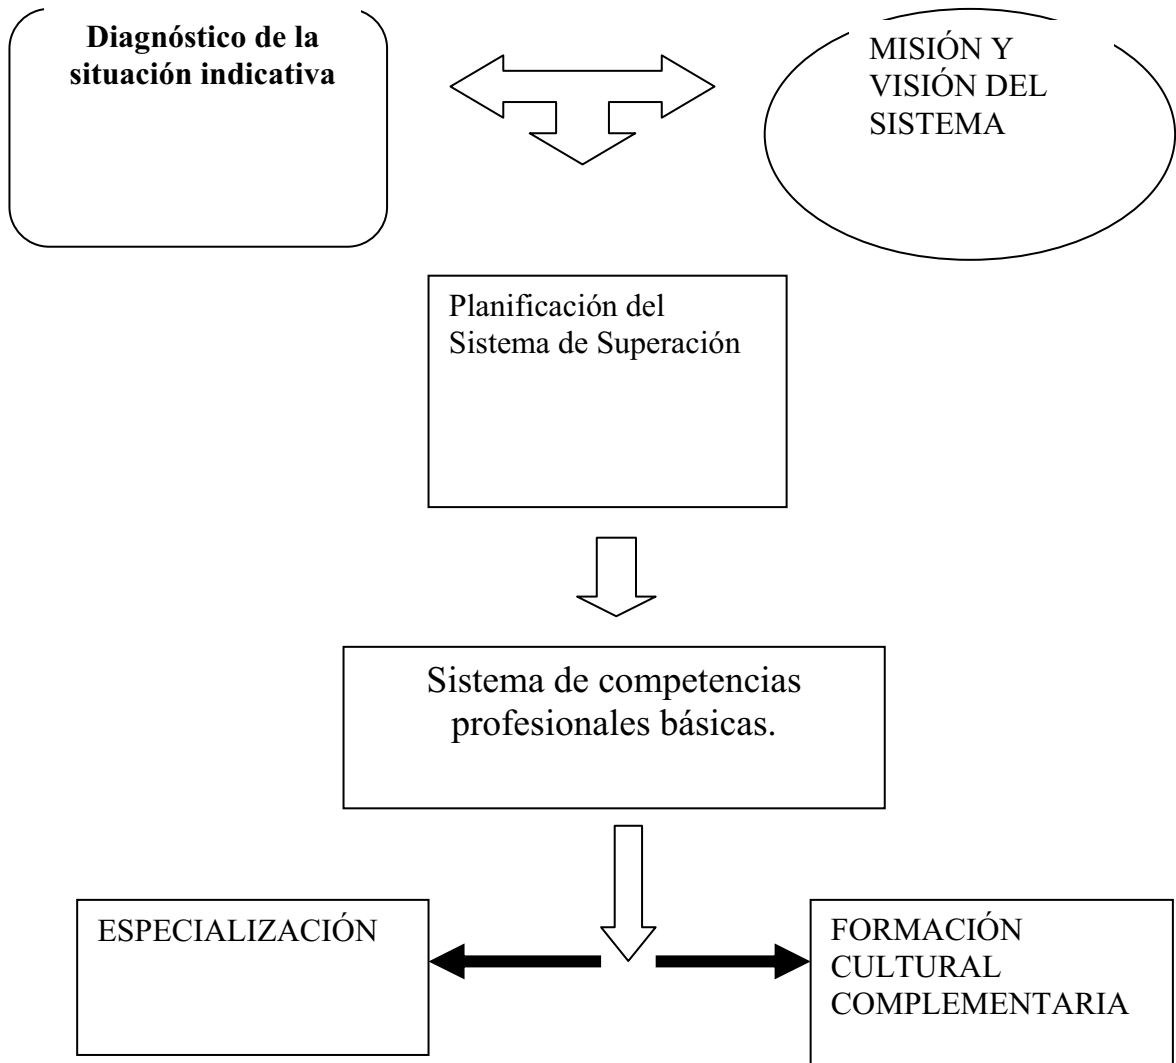 Diagnóstico de la
situación indicativa
MISIÓN Y
VISIÓN DEL
SISTEMA
Planificación del
Sistema de Superación
Sistema de competencias
profesionales básicas.
ESPECIALIZACIÓN
FORMACIÓN
CULTURAL
COMPLEMENTARIA